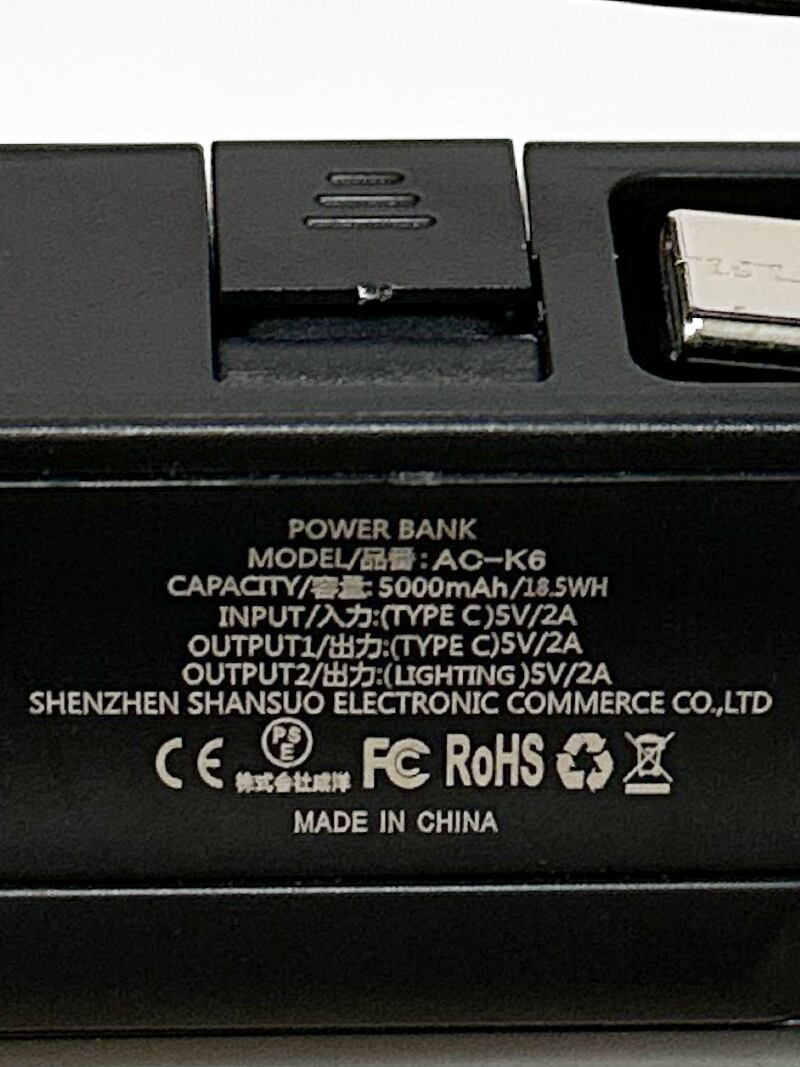 POWER BANK
MODEL/品番:AC-K6
CAPACITY/容量:5000mAh/18.5WH
INPUT/入力:(TYPE C)5V/2A
OUTPUT1/出力:(TYPE C)5V/2A
OUTPUT2/出力:(LIGHTING )5V/2A
SHENZHEN SHANSUO ELECTRONIC COMMERCE CO.,LTD
CE PSE FC RoHS
株式会社威洋
MADE IN CHINA